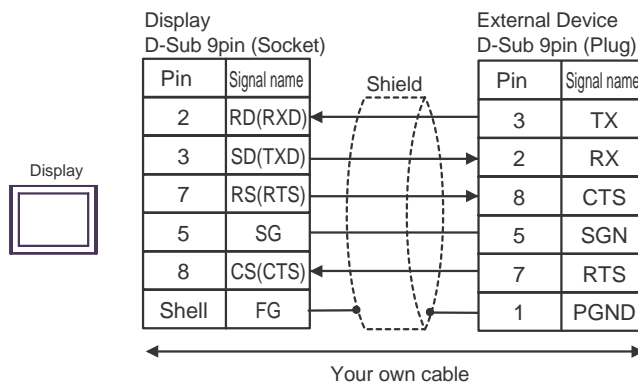 Display
D-Sub 9pin (Socket)
External Device
D-Sub 9pin (Plug)
Pin Signal name Shield Pin Signal name
2 RD(RXD) 3 TX
3 SD(TXD) 2 RX
Display
7 RS(RTS) 8 CTS
5 SG 5 SGN
8 CS(CTS) 7 RTS
Shell FG 1 PGND
Your own cable